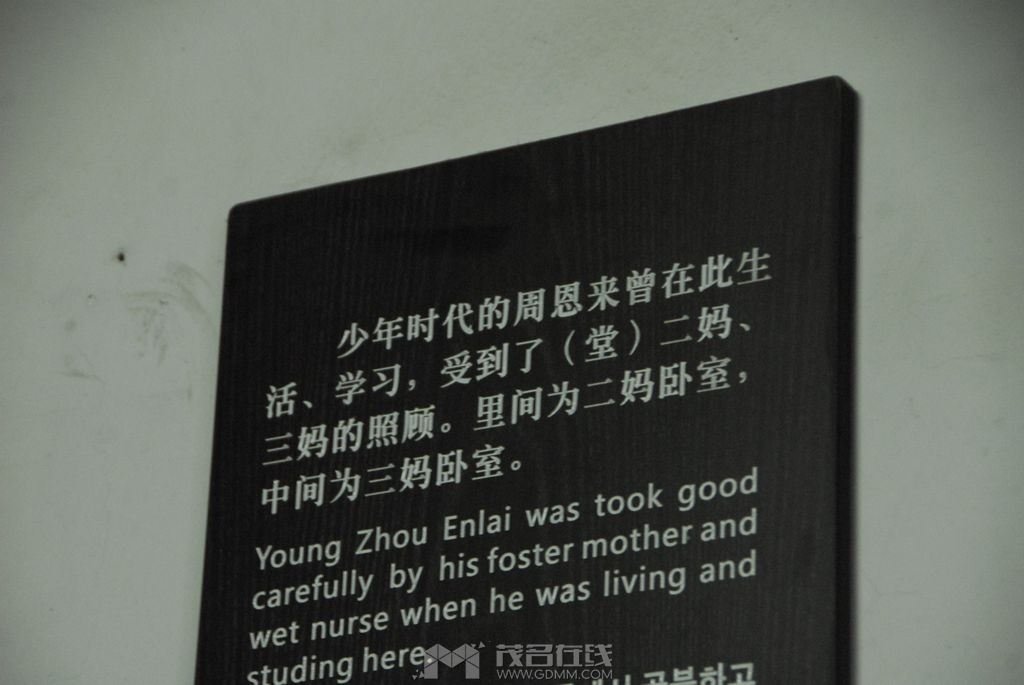 少年时代的周恩来曾在此生
活、学习，受到了（堂）二妈、
三妈的照顾。里间为二妈卧室，
中间为三妈卧室。
Young Zhou Enlai was took good
carefully by his foster mother and
wet nurse when he was living and
studing here.
茂名在线
WWW.GDMM.COM